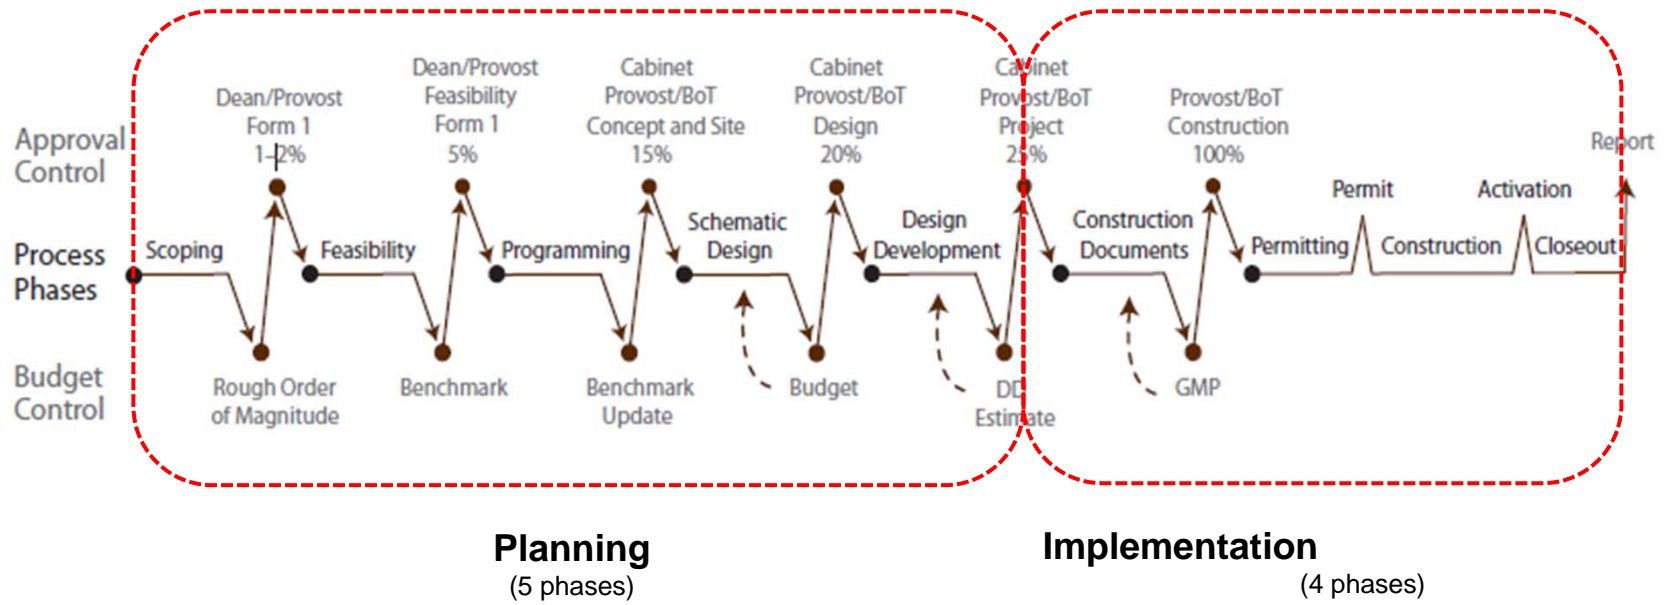 Dean/Provost
Form 1
1-2%
Dean/Provost
Feasibility
Form 1
5%
Cabinet
Provost/BoT
Concept and Site
15%
Cabinet
Provost/BoT
Design
20%
Cabinet
Provost/BoT
Project
25%
Provost/BoT
Construction
100%
Approval
Control
Report
Permit
Activation
Process
Phases
Scoping
Feasibility
Programming
Schematic
Design
Design
Development
Construction
Documents
Permitting
Construction
Closeout
Budget
Control
Rough Order
of Magnitude
Benchmark
Benchmark
Update
Budget
DD
Estimate
GMP
Planning
(5 phases)
Implementation
(4 phases)